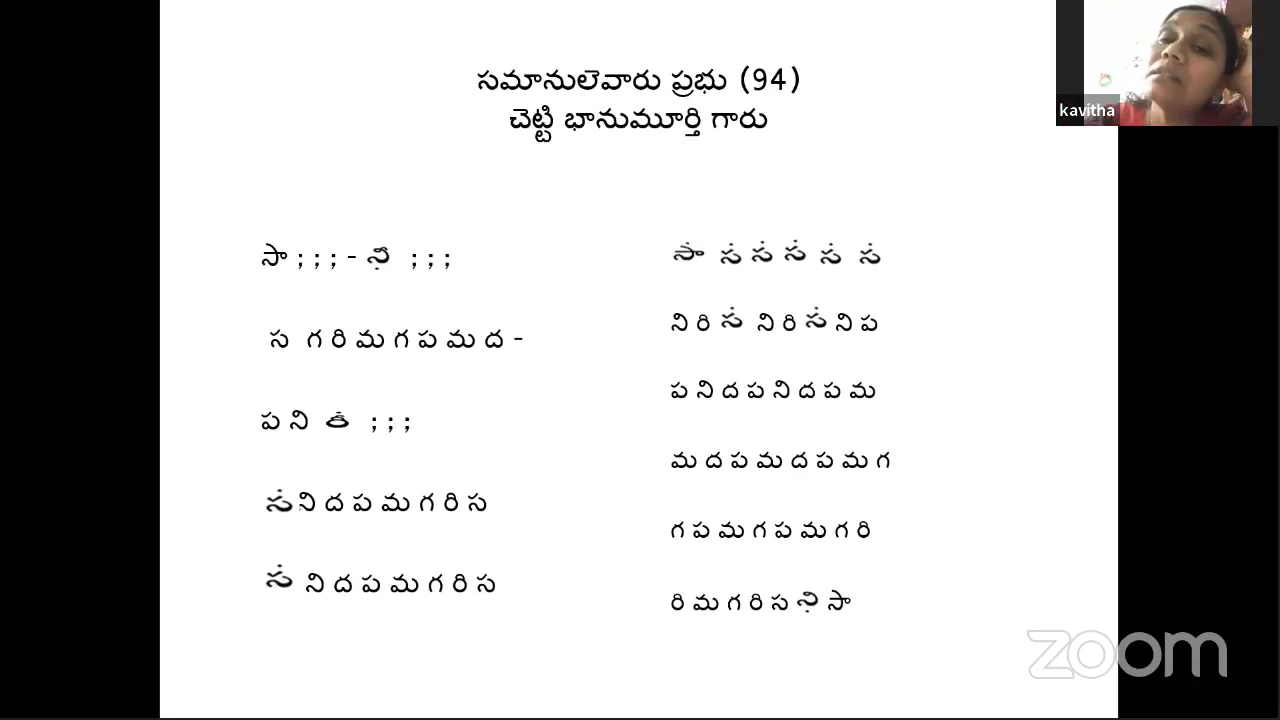 సమానులెవారు ప్రభు (94)
చెట్టి భానుమూర్తి గారు
kavitha
సా ; ; ; - నీ ; ; ;
స గ రి మ గ ప మ ద -
ప ని ; ; ;
సం ని ద ప మ గ రి స
సం ని ద ప మ గ రి స
సాం సం సం సం సం సం
ని రి సం ని రి సం ని ప
ప ని ద ప ని ద ప మ
మ ద ప మ ద ప మ గ
గ ప మ గ ప మ గ రి
రి మ గ రి స ని సా
zoom